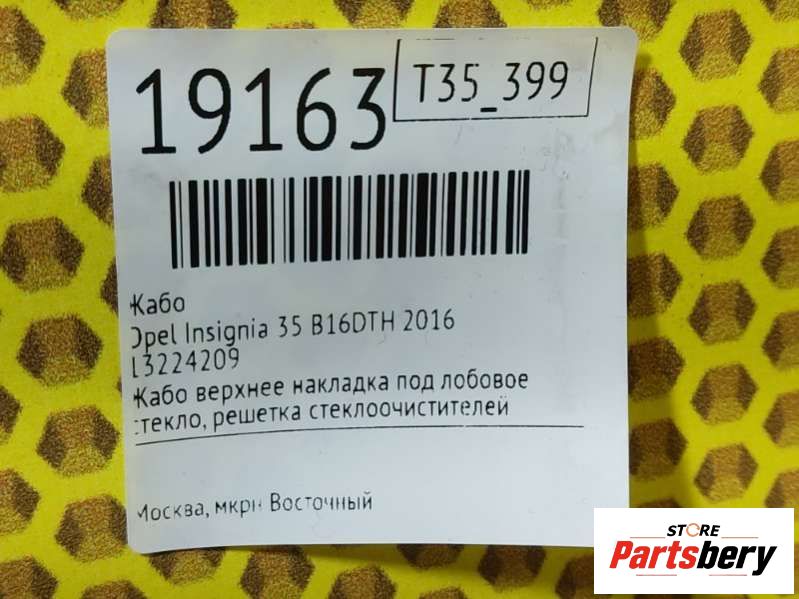 19163
T35_399
Жабо
Opel Insignia 35 B16DTH 2016
13224209
Жабо верхнее накладка под лобовое
стекло, решетка стеклоочистителей
Москва, мкрн Восточный
STORE
Partsbery